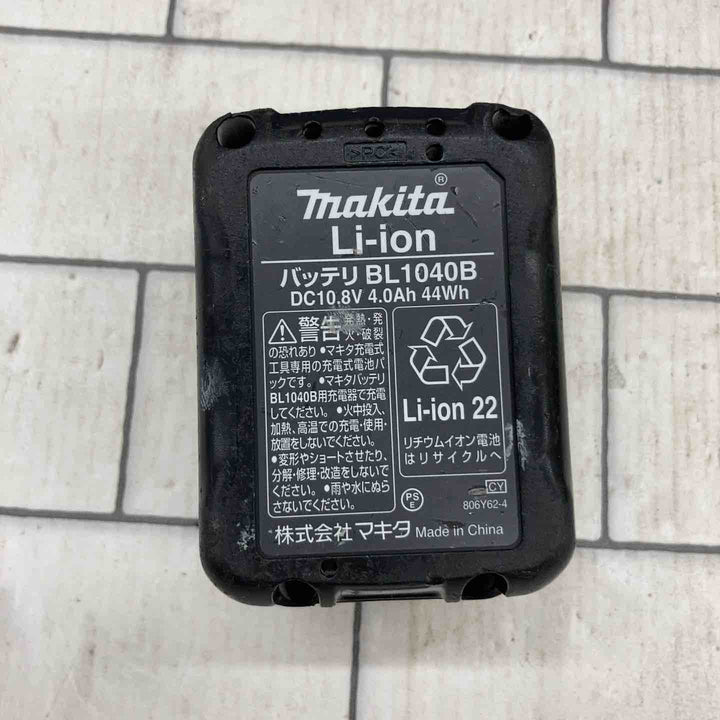 >PC<
makita®
Li-ion
バッテリ BL1040B
DC10.8V 4.0Ah 44Wh
警告 発熱・発
火・破裂
の恐れあり ●マキタ充電式
工具専用の充電式電池パ
ックです。●マキタバッテリ
BL1040B用充電器で充電
してください。●火中投入、
加熱、高温での充電・使用・
放置をしないでください。
●変形やショートさせたり、
分解・修理・改造をしないで
ください。●雨や水にぬら
さないでください。
Li-ion 22
リチウムイオン電池
はリサイクルへ
PS
E
CY
806Y62-4
株式会社マキタ Made in China